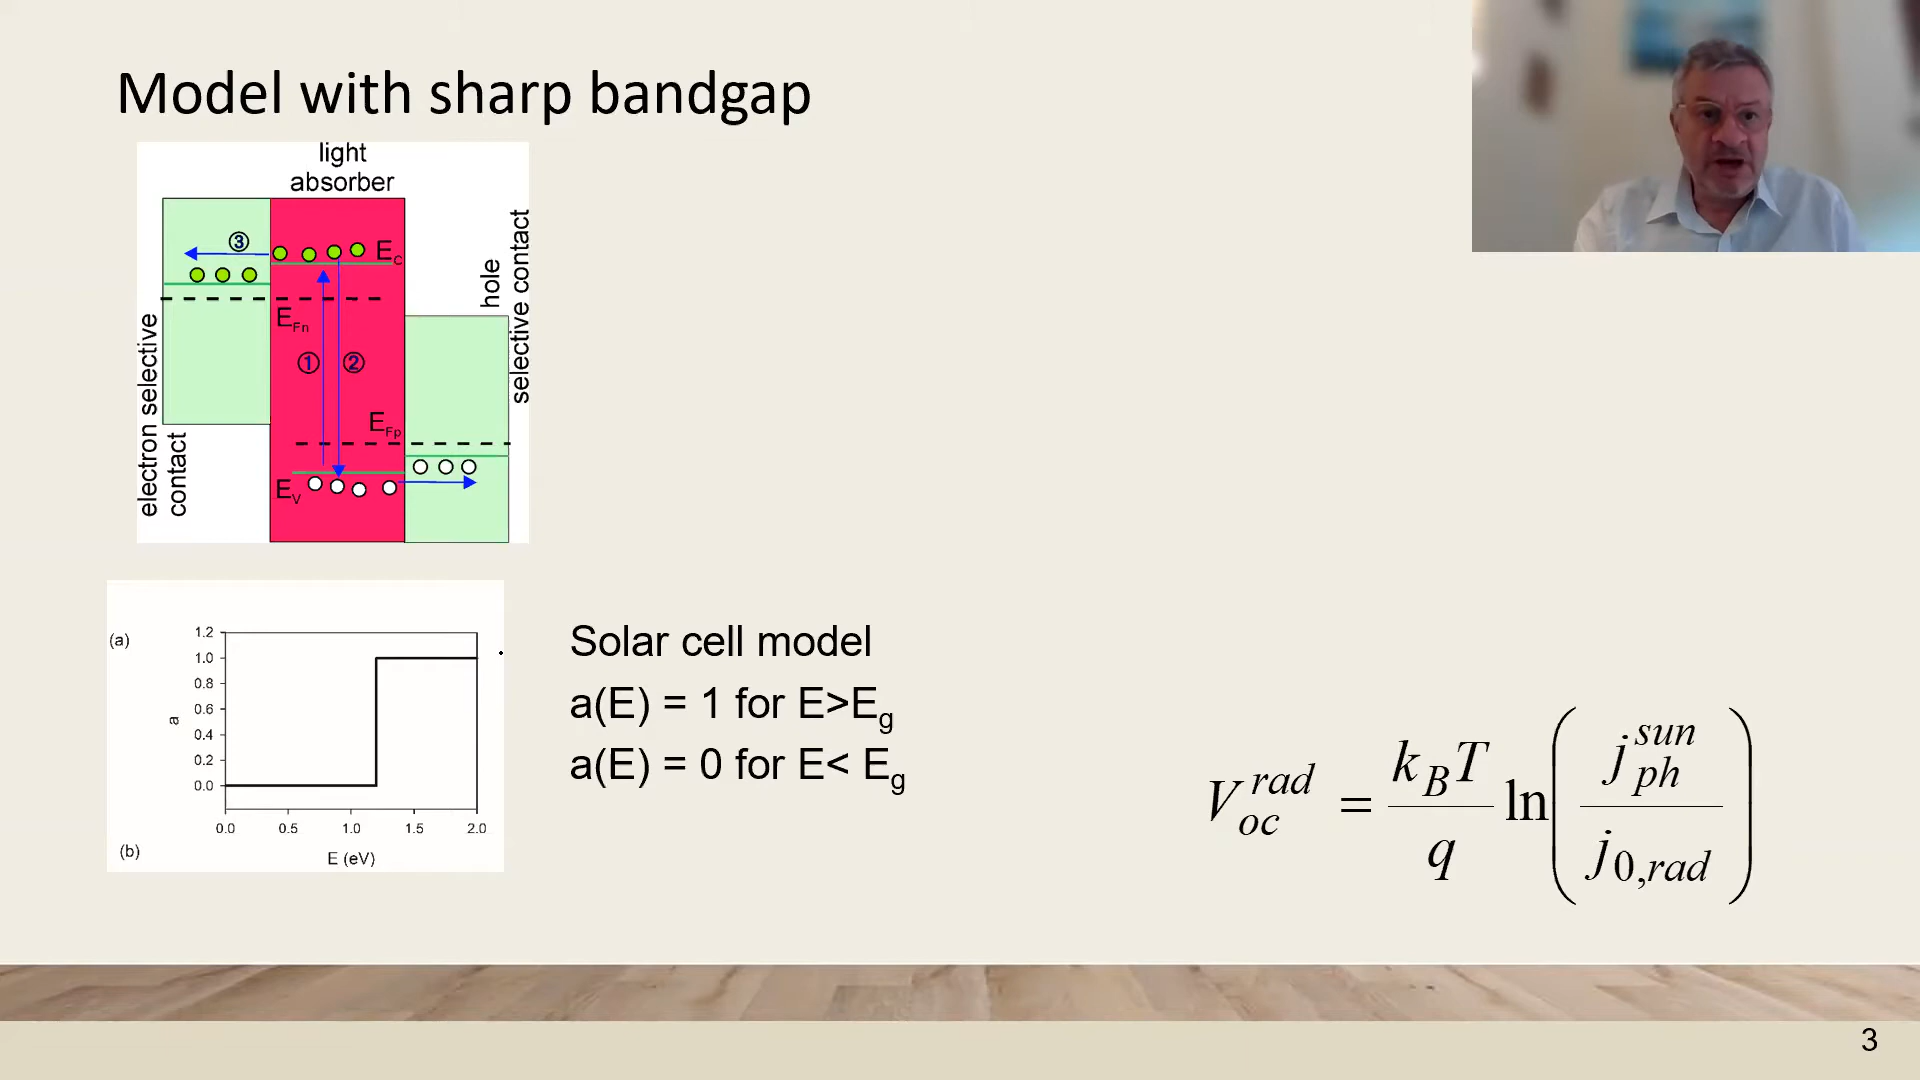 Model with sharp bandgap
light
absorber
electron selective
contact
hole
selective contact
③
E_c
E_Fn
① ②
E_Fp
E_v
(a)
1.2
1.0
0.8
0.6
0.4
0.2
0.0
a
0.0 0.5 1.0 1.5 2.0
E (eV)
(b)
Solar cell model
a(E) = 1 for E>E_g
a(E) = 0 for E< E_g
V_oc^rad = k_BT/q ln(j_ph^sun/j_0,rad)
3